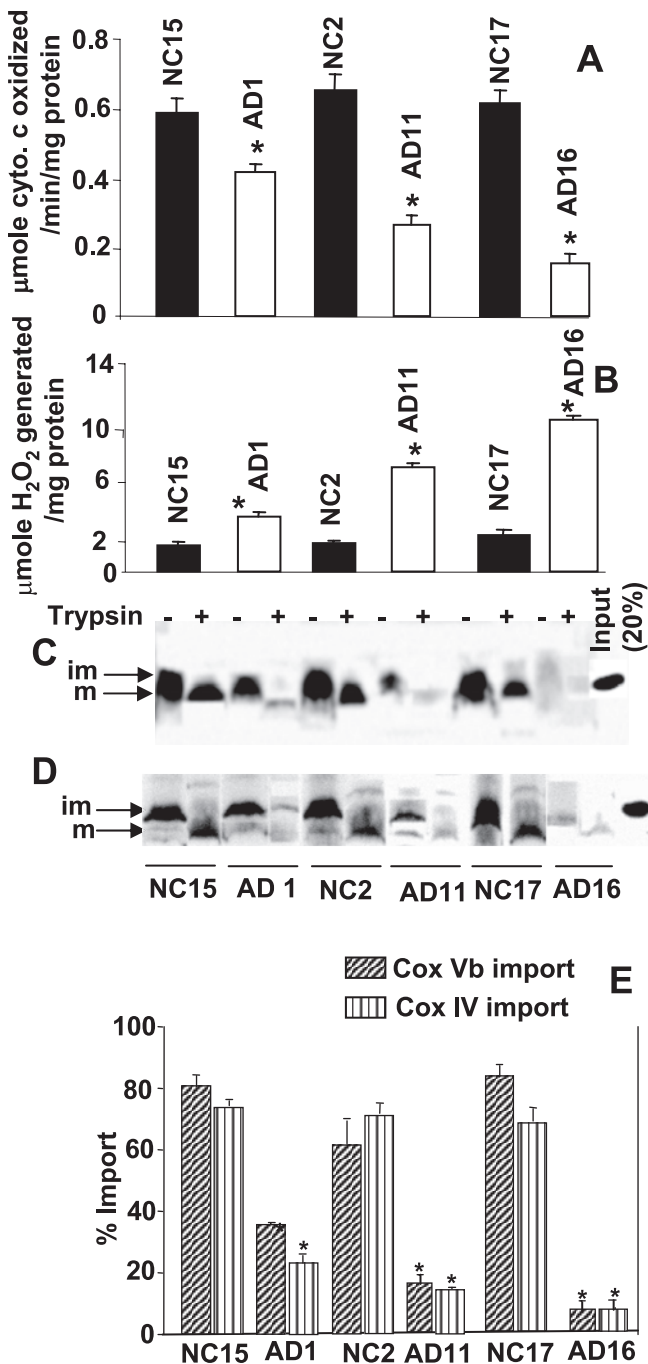 A
µmole cyto. c oxidized
/min/mg protein
0.8
0.6
0.4
0.2
0
NC15
* AD1
NC2
* AD11
NC17
* AD16
B
µmole H₂O₂ generated
/mg protein
14
10
6
2
0
NC15
* AD1
NC2
* AD11
NC17
* AD16
Trypsin - + - + - + - + - + - + Input
(20%)
C
im
m
D
im
m
NC15 AD 1 NC2 AD11 NC17 AD16
E
Cox Vb import
Cox IV import
% Import
100
80
60
40
20
0
* * * * * *
NC15 AD1 NC2 AD11 NC17 AD16